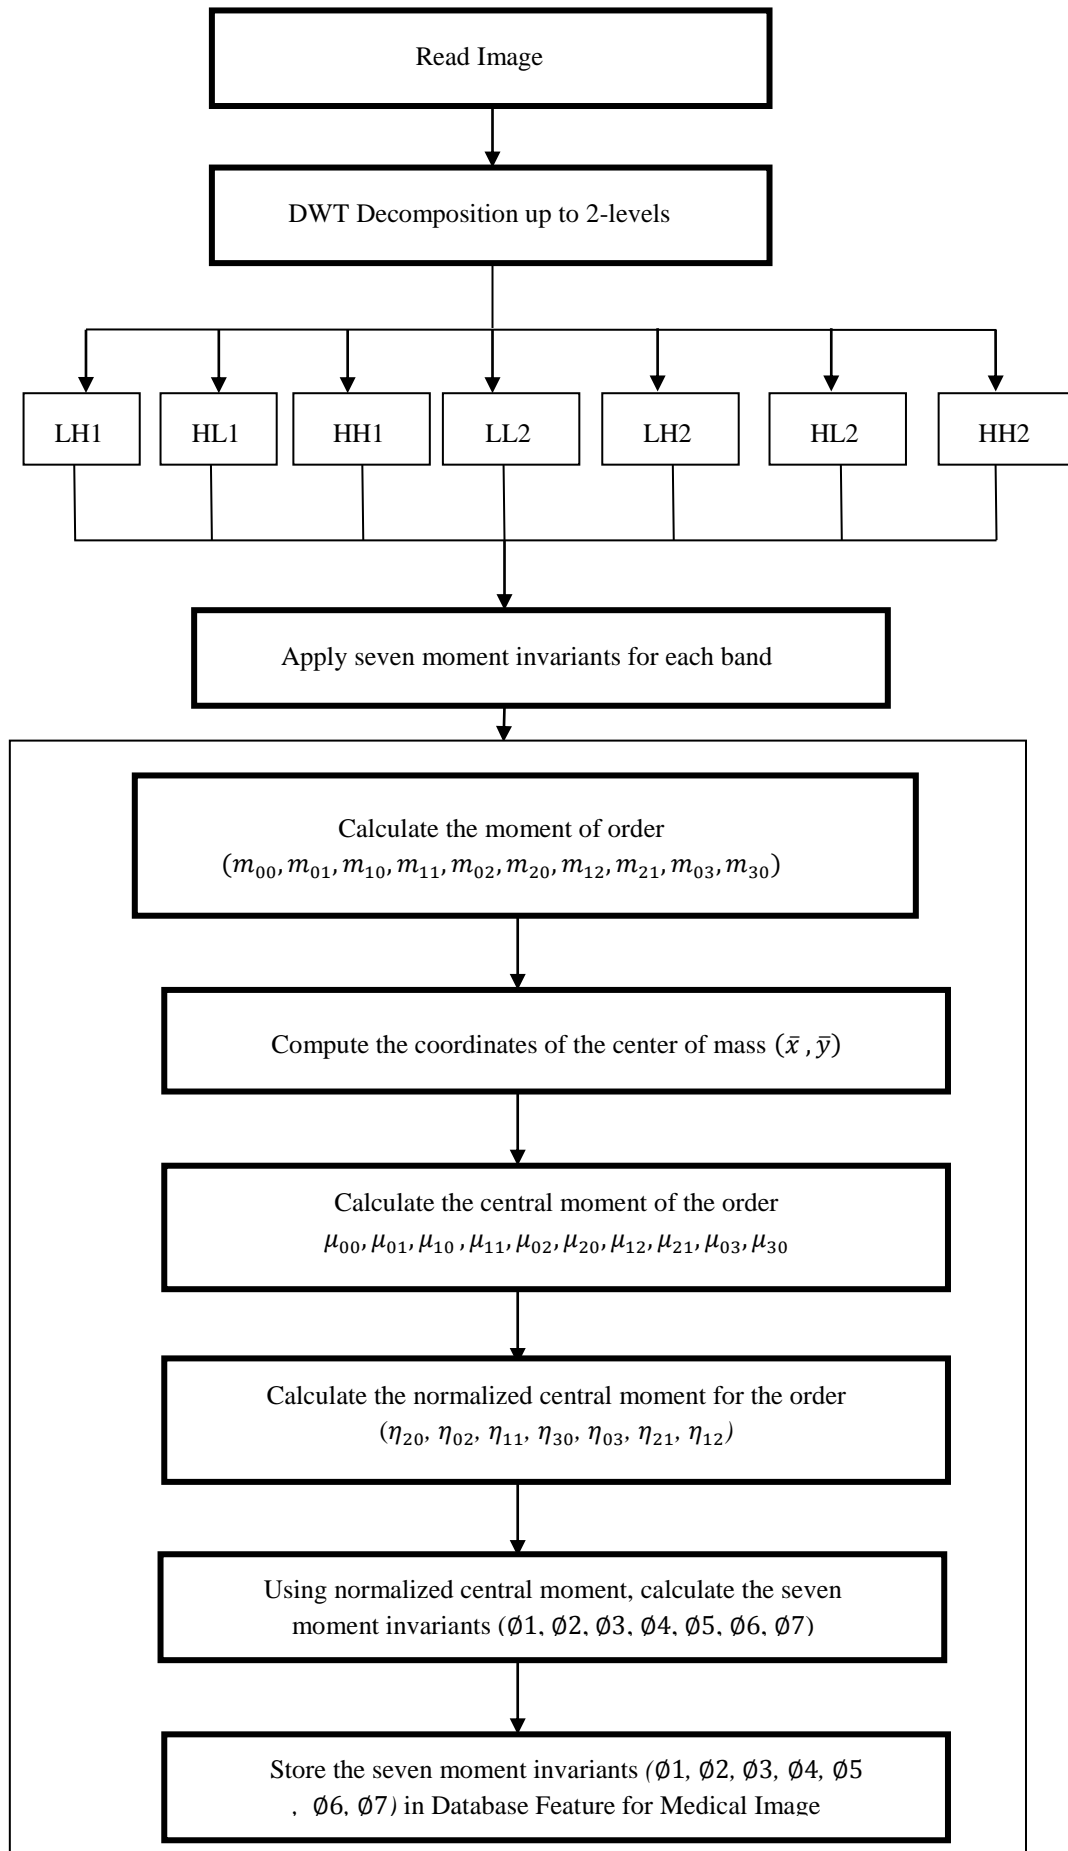 Read Image
DWT Decomposition up to 2-levels
LH1 HL1 HH1 LL2 LH2 HL2 HH2
Apply seven moment invariants for each band
Calculate the moment of order
(m₀₀, m₀₁, m₁₀, m₁₁, m₀₂, m₂₀, m₁₂, m₂₁, m₀₃, m₃₀)
Compute the coordinates of the center of mass (x̄ , ȳ)
Calculate the central moment of the order
μ₀₀, μ₀₁, μ₁₀ , μ₁₁, μ₀₂, μ₂₀, μ₁₂, μ₂₁, μ₀₃, μ₃₀
Calculate the normalized central moment for the order
(η₂₀, η₀₂, η₁₁, η₃₀, η₀₃, η₂₁, η₁₂)
Using normalized central moment, calculate the seven
moment invariants (Ø1, Ø2, Ø3, Ø4, Ø5, Ø6, Ø7)
Store the seven moment invariants (Ø1, Ø2, Ø3, Ø4, Ø5
, Ø6, Ø7) in Database Feature for Medical Image